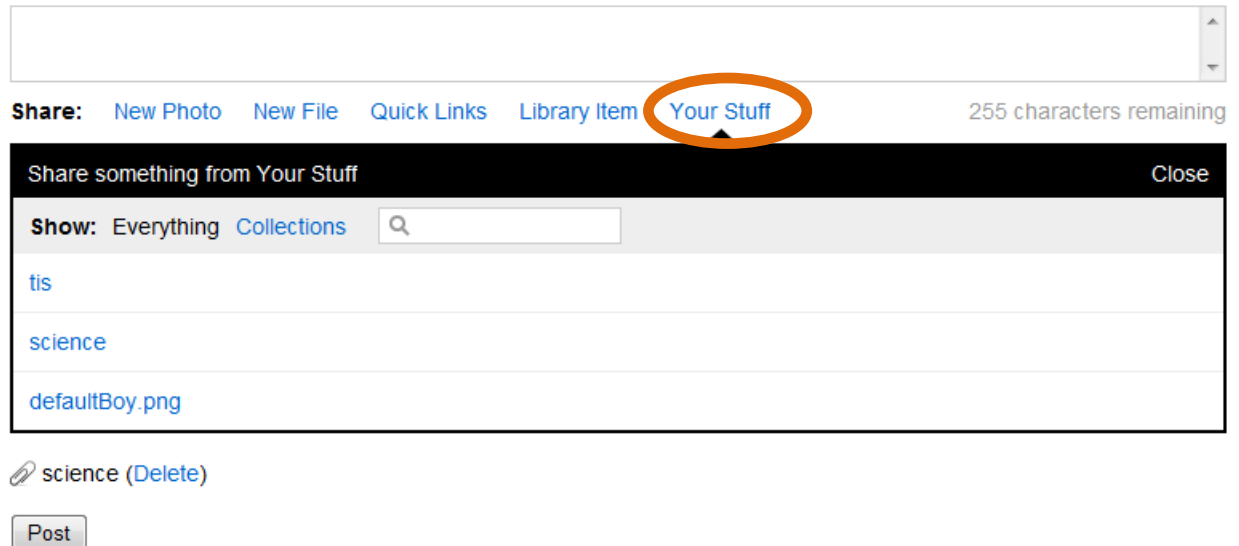 Share: New Photo New File Quick Links Library Item Your Stuff 255 characters remaining
Share something from Your Stuff Close
Show: Everything Collections
tis
science
defaultBoy.png
science (Delete)
Post